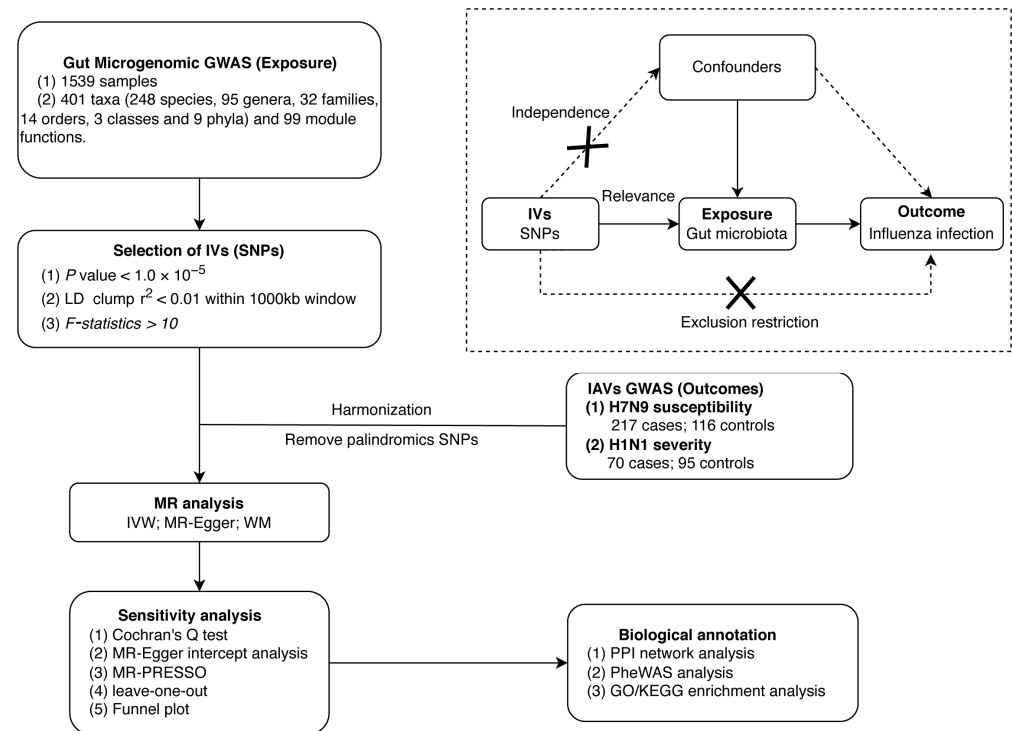 Gut Microgenomic GWAS (Exposure)
(1) 1539 samples
(2) 401 taxa (248 species, 95 genera, 32 families,
14 orders, 3 classes and 9 phyla) and 99 module
functions.
Selection of IVs (SNPs)
(1) P value < 1.0 × 10⁻⁵
(2) LD clump r² < 0.01 within 1000kb window
(3) F-statistics > 10
Harmonization
Remove palindromics SNPs
IAVs GWAS (Outcomes)
(1) H7N9 susceptibility
217 cases; 116 controls
(2) H1N1 severity
70 cases; 95 controls
MR analysis
IVW; MR-Egger; WM
Sensitivity analysis
(1) Cochran's Q test
(2) MR-Egger intercept analysis
(3) MR-PRESSO
(4) leave-one-out
(5) Funnel plot
Biological annotation
(1) PPI network analysis
(2) PheWAS analysis
(3) GO/KEGG enrichment analysis
Confounders
Independence
IVs
SNPs
Relevance
Exposure
Gut microbiota
Outcome
Influenza infection
Exclusion restriction